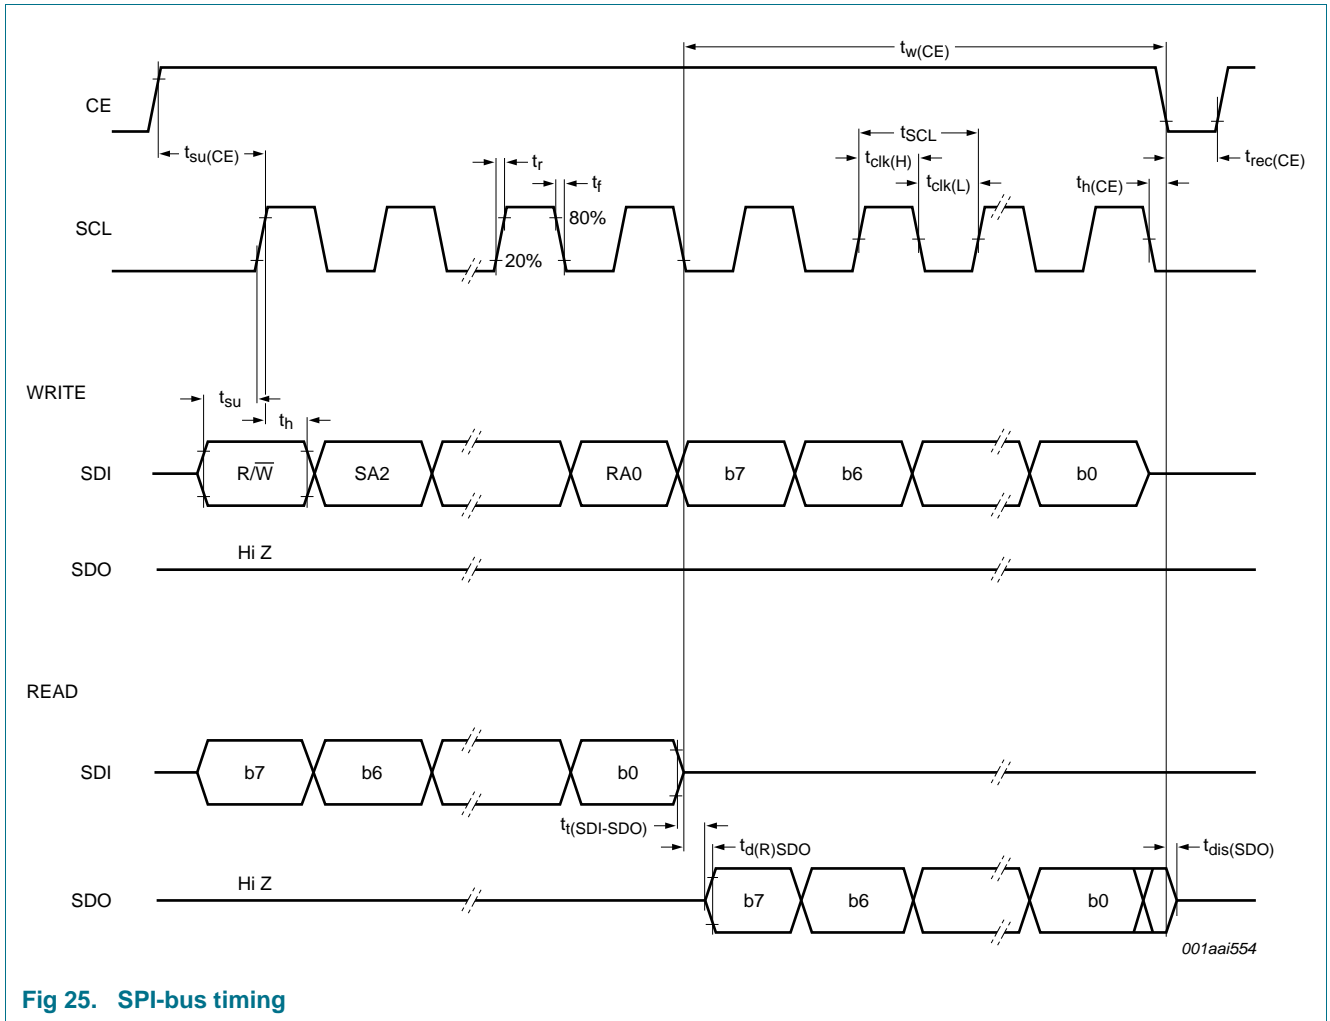 tw(CE)
CE
tSCL
tsu(CE)
tr
tclk(H)
trec(CE)
tf
tclk(L)
th(CE)
SCL
80%
20%
WRITE
tsu
th
SDI
R/W̅
SA2
RA0
b7
b6
b0
Hi Z
SDO
READ
SDI
b7
b6
b0
tt(SDI-SDO)
td(R)SDO
tdis(SDO)
Hi Z
SDO
b7
b6
b0
001aai554
Fig 25. SPI-bus timing